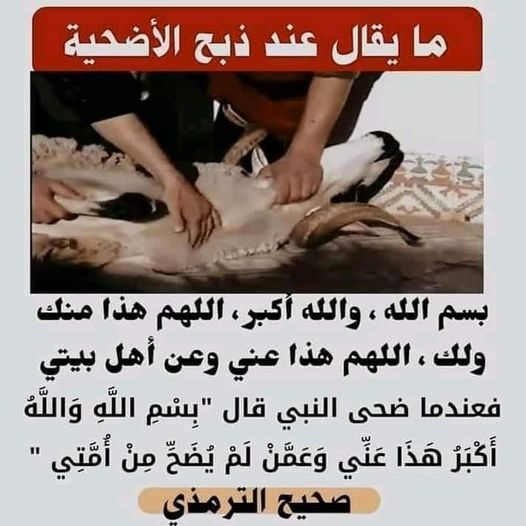 ما يقال عند ذبح الأضحية
بسم الله ، والله أكبر ، اللهم هذا منك
ولك ، اللهم هذا عني وعن أهل بيتي
فعندما ضحى النبي قال "بِسْمِ اللَّهِ وَاللَّهُ
أَكْبَرُ هَذَا عَنِّي وَعَمَّنْ لَمْ يُضَحِّ مِنْ أُمَّتِي "
صحيح الترمذي